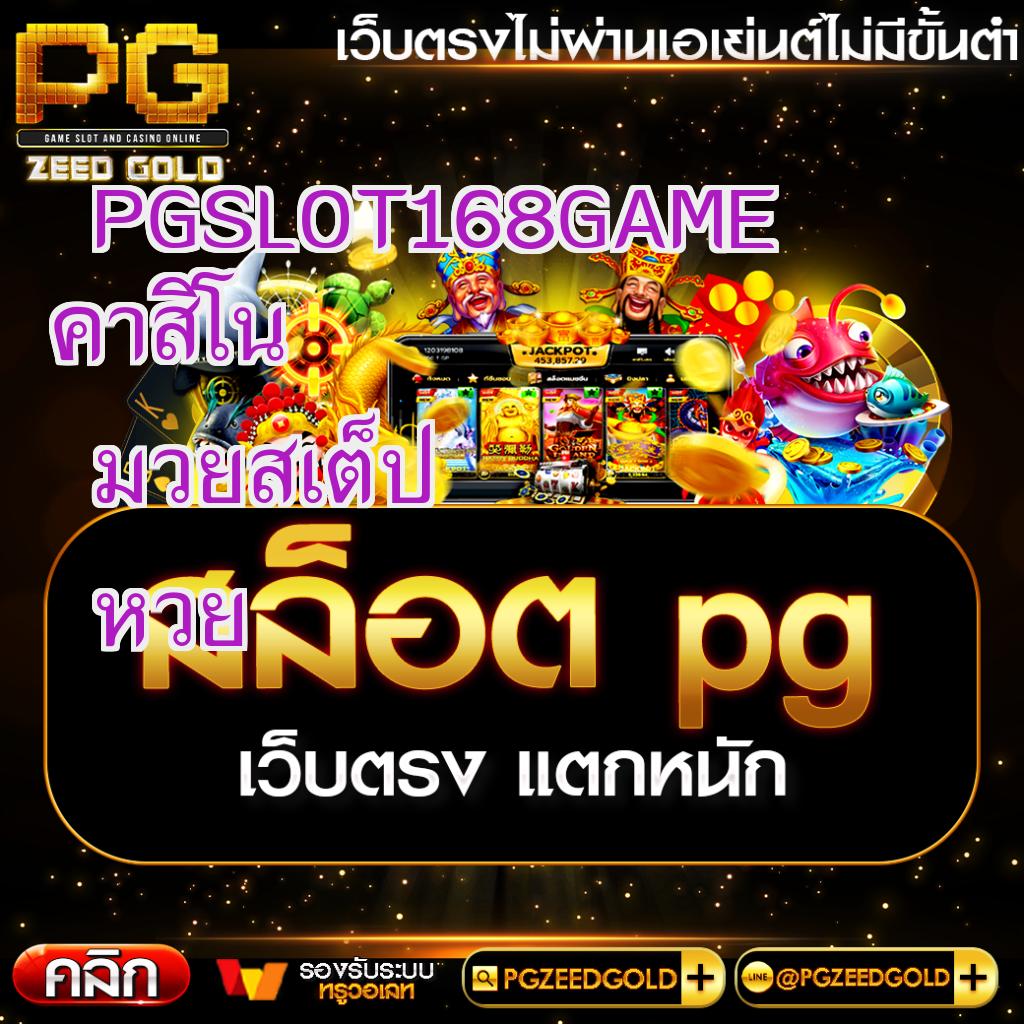 เว็บตรงไม่ผ่านเอเย่นต์ไม่มีขั้นต่ำ
PG
GAME SLOT AND CASINO ONLINE
ZEED GOLD
PGSLOT168GAME
คาสิโน
JACKPOT
453,857.29
มวยสเต็ป
หวย
สล็อต pg
เว็บตรง แตกหนัก
คลิก
รองรับระบบ
ทรูวอเลท
PGZEEDGOLD +
LINE @PGZEEDGOLD +